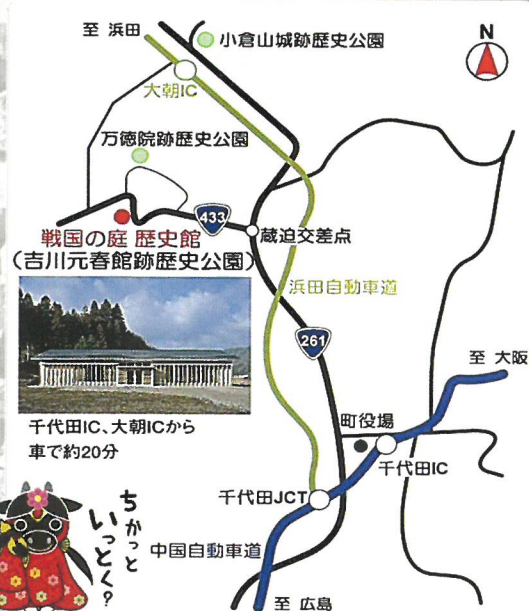 至 浜田
小倉山城跡歴史公園
N
大朝IC
万徳院跡歴史公園
433
戦国の庭 歴史館
(吉川元春館跡歴史公園)
蔵迫交差点
浜田自動車道
261
至 大阪
町役場
千代田IC
千代田IC、大朝ICから
車で約20分
千代田JCT
ちかっと
いっとく?
中国自動車道
至 広島